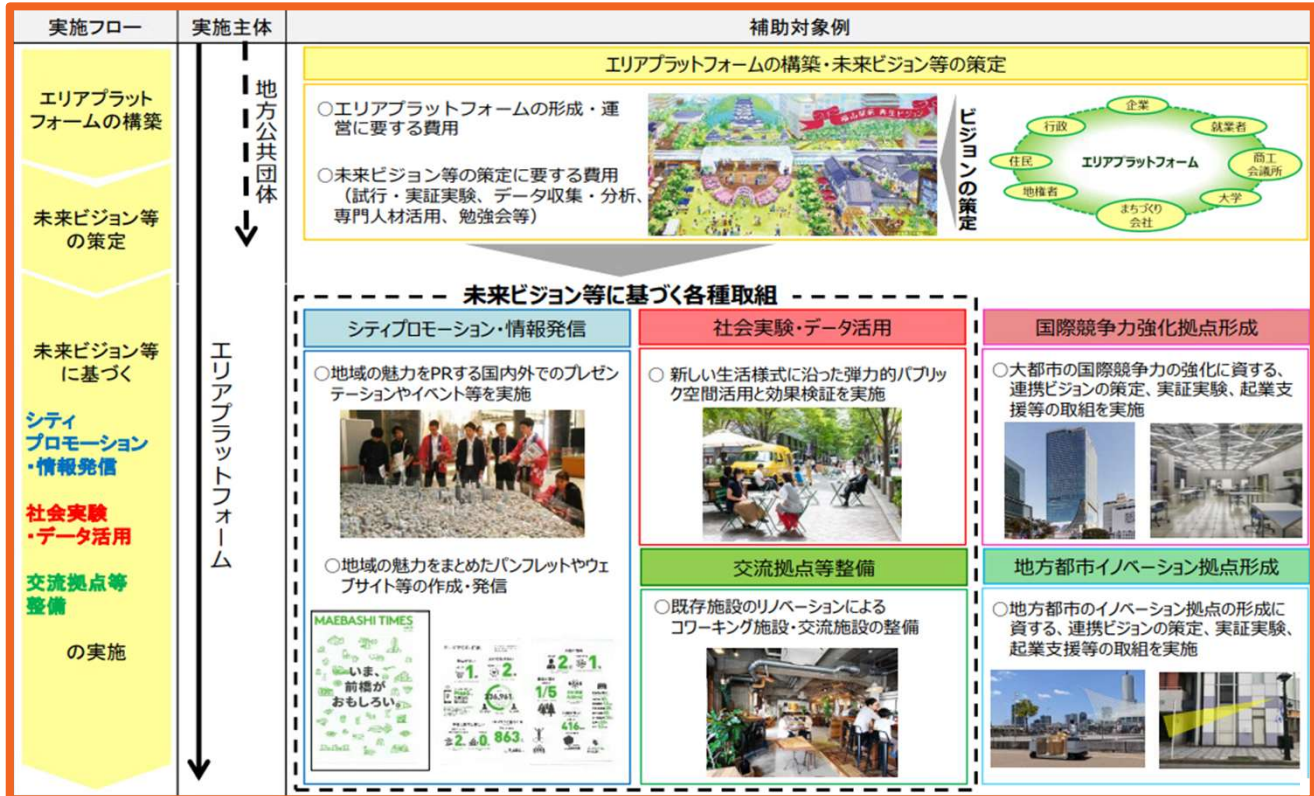 実施フロー
実施主体
補助対象例
エリアプラット
フォームの構築
未来ビジョン等
の策定
未来ビジョン等
に基づく
シティ
プロモーション
・情報発信
社会実験
・データ活用
交流拠点等
整備
の実施
地方公共団体
エリアプラットフォーム
エリアプラットフォームの構築・未来ビジョン等の策定
○エリアプラットフォームの形成・運
営に要する費用
○未来ビジョン等の策定に要する費用
（試行・実証実験、データ収集・分析、
専門人材活用、勉強会等）
福山駅前 再生ビジョン
ビジョンの策定
企業
行政
就業者
住民
エリアプラットフォーム
商工
会議所
地権者
大学
まちづくり
会社
未来ビジョン等に基づく各種取組
シティプロモーション・情報発信
○地域の魅力をPRする国内外でのプレゼン
テーションやイベント等を実施
○地域の魅力をまとめたパンフレットやウェ
ブサイト等の作成・発信
MAEBASHI TIMES
いま、
前橋が
おもしろい。
1
2
2
1
336,961
1/5
416
2
0
863
社会実験・データ活用
○ 新しい生活様式に沿った弾力的パブリッ
ク空間活用と効果検証を実施
交流拠点等整備
○既存施設のリノベーションによる
コワーキング施設・交流施設の整備
国際競争力強化拠点形成
○大都市の国際競争力の強化に資する、
連携ビジョンの策定、実証実験、起業支
援等の取組を実施
地方都市イノベーション拠点形成
○地方都市のイノベーション拠点の形成に
資する、連携ビジョンの策定、実証実験、
起業支援等の取組を実施